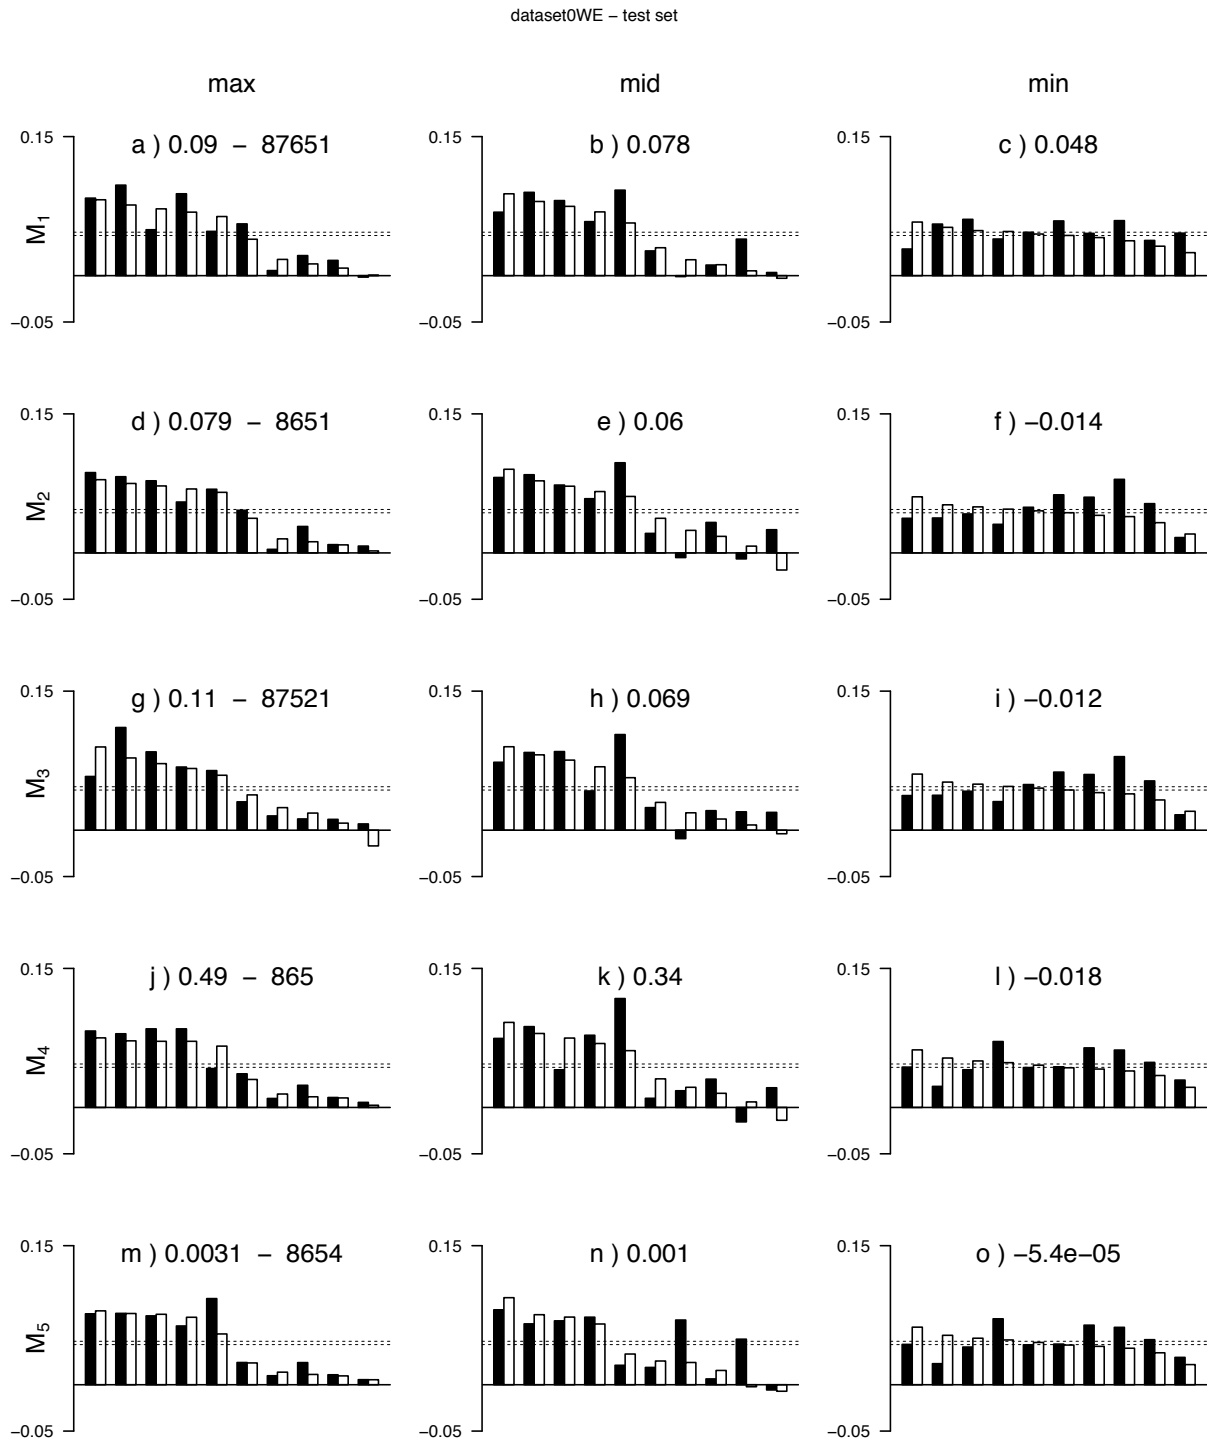 dataset0WE − test set
max mid min
a ) 0.09 − 87651 b ) 0.078 c ) 0.048
0.15 0.15 0.15
M1
−0.05 −0.05 −0.05
d ) 0.079 − 8651 e ) 0.06 f ) −0.014
0.15 0.15 0.15
M2
−0.05 −0.05 −0.05
g ) 0.11 − 87521 h ) 0.069 i ) −0.012
0.15 0.15 0.15
M3
−0.05 −0.05 −0.05
j ) 0.49 − 865 k ) 0.34 l ) −0.018
0.15 0.15 0.15
M4
−0.05 −0.05 −0.05
m ) 0.0031 − 8654 n ) 0.001 o ) −5.4e−05
0.15 0.15 0.15
M5
−0.05 −0.05 −0.05